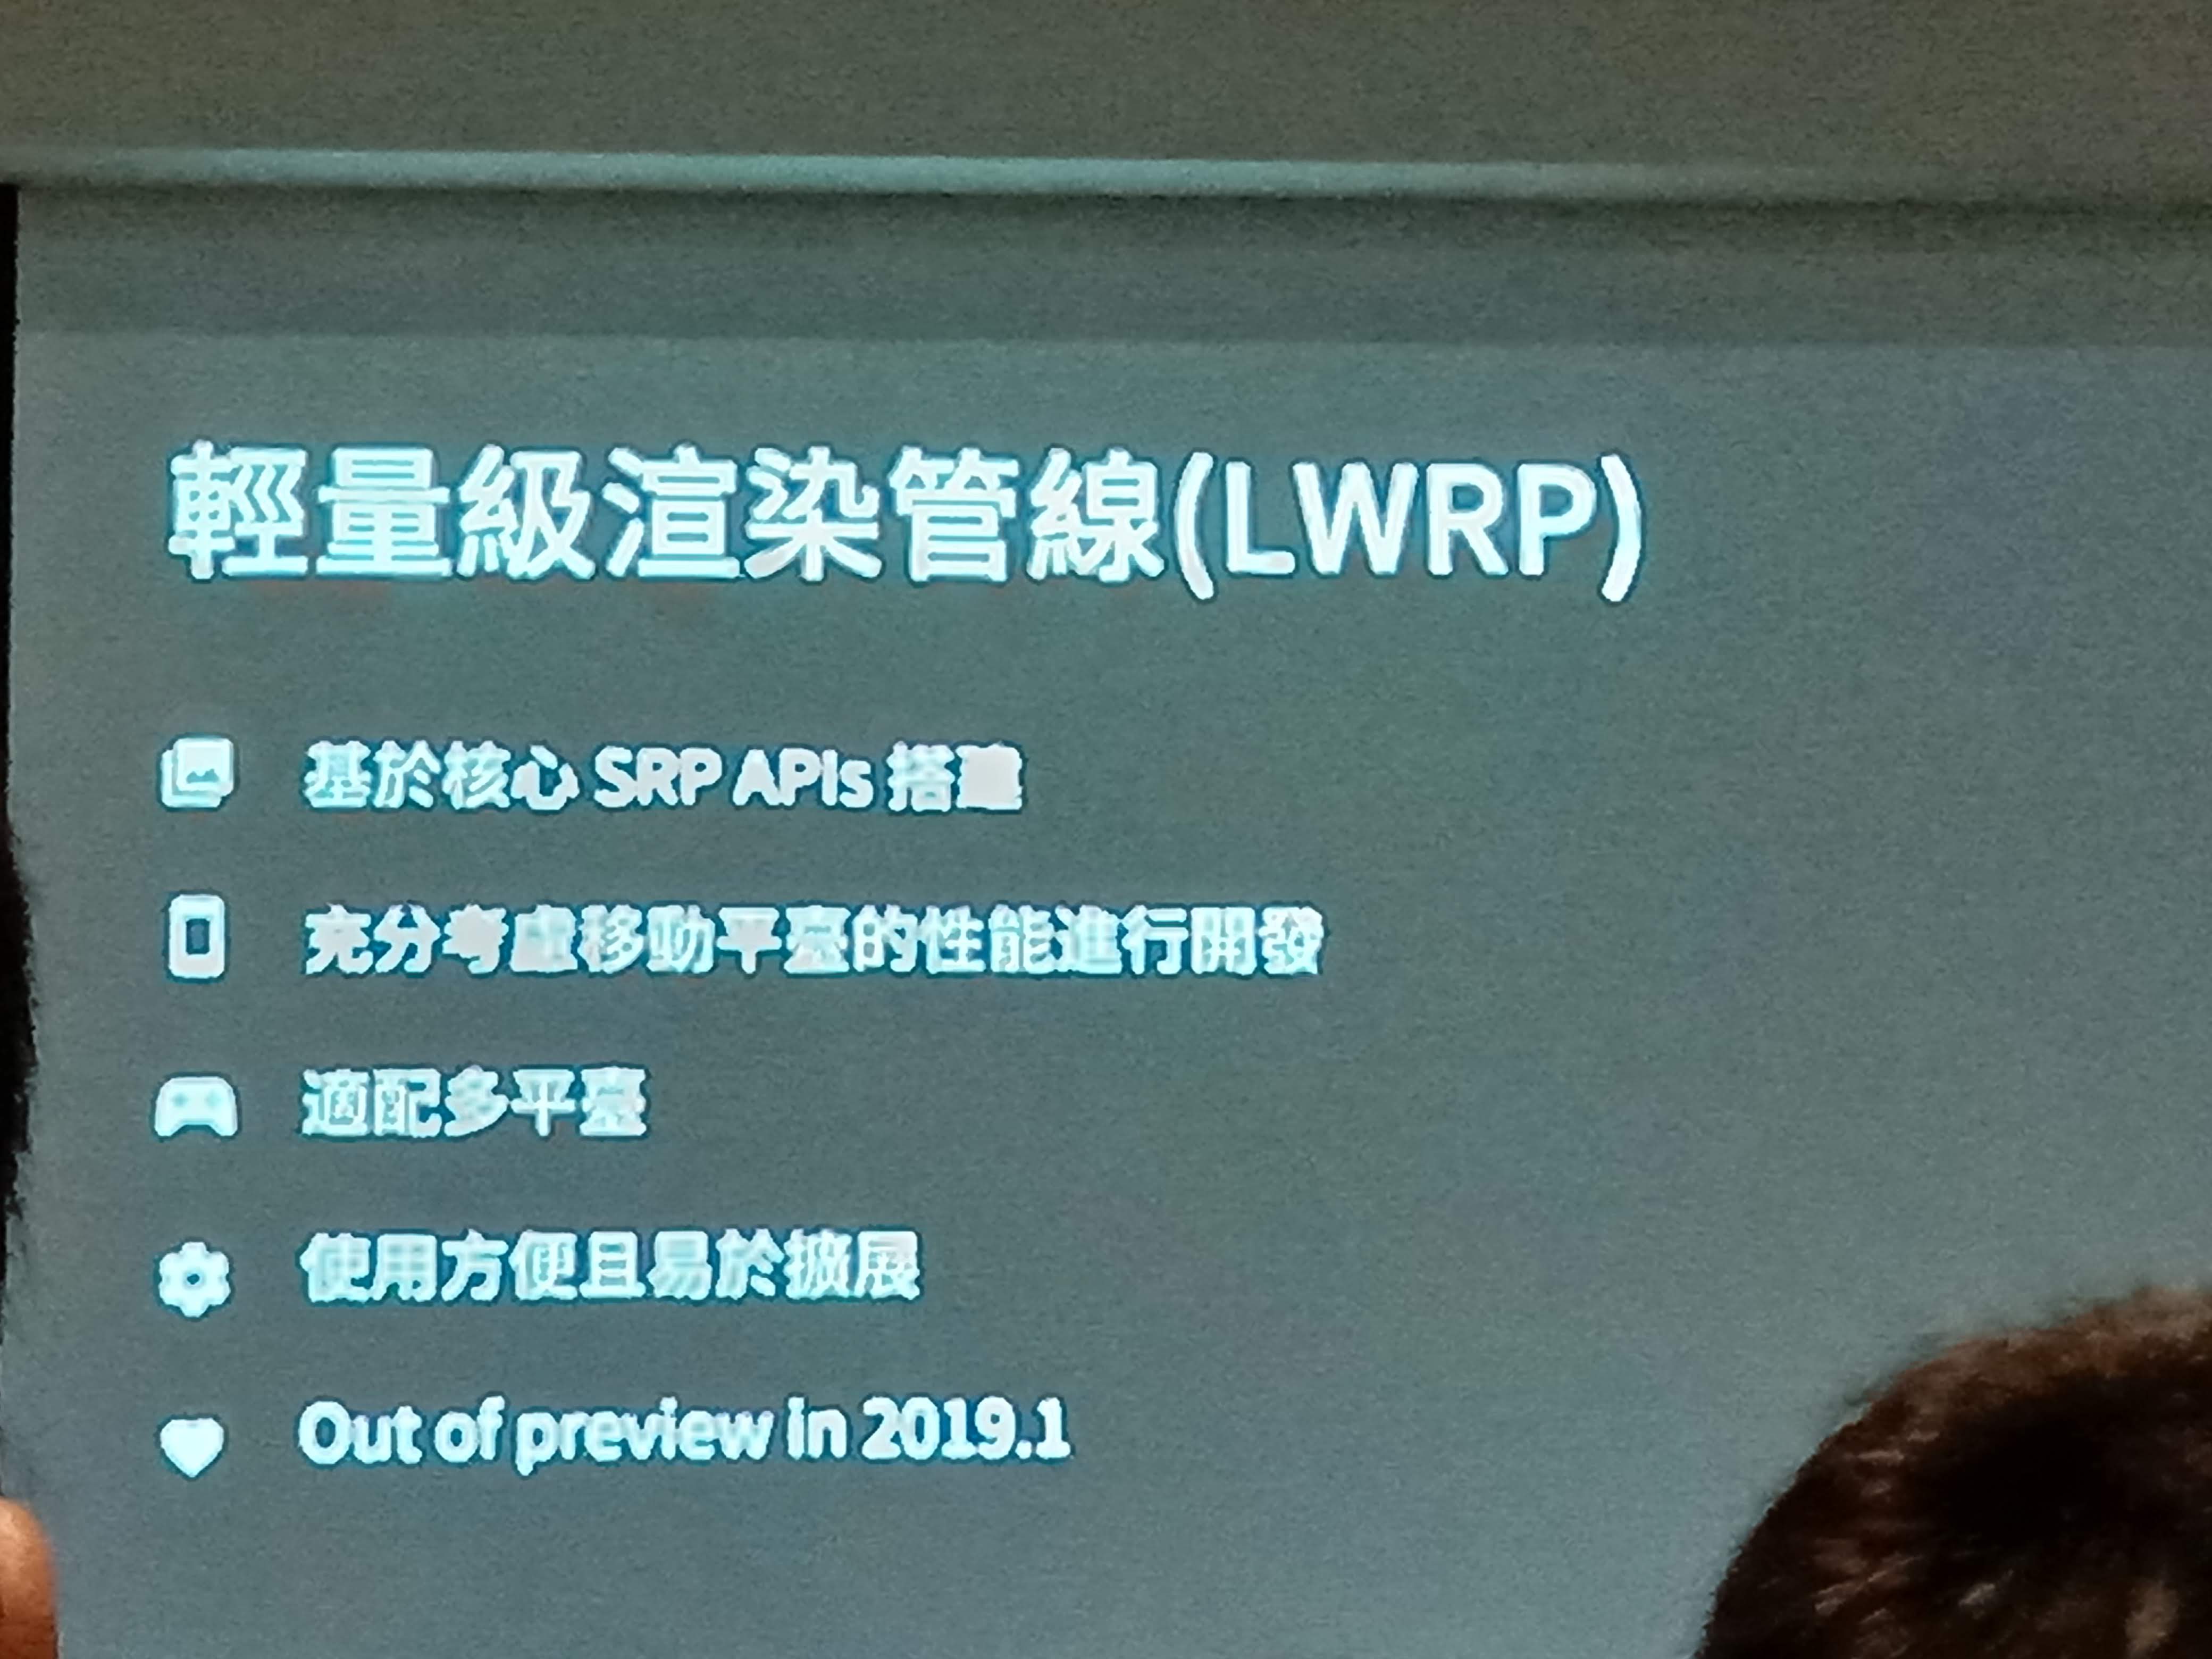 輕量級渲染管線(LWRP)
基於核心 SRP APIs 搭建
充分考慮移動平臺的性能進行開發
適配多平臺
使用方便且易於擴展
Out of preview in 2019.1